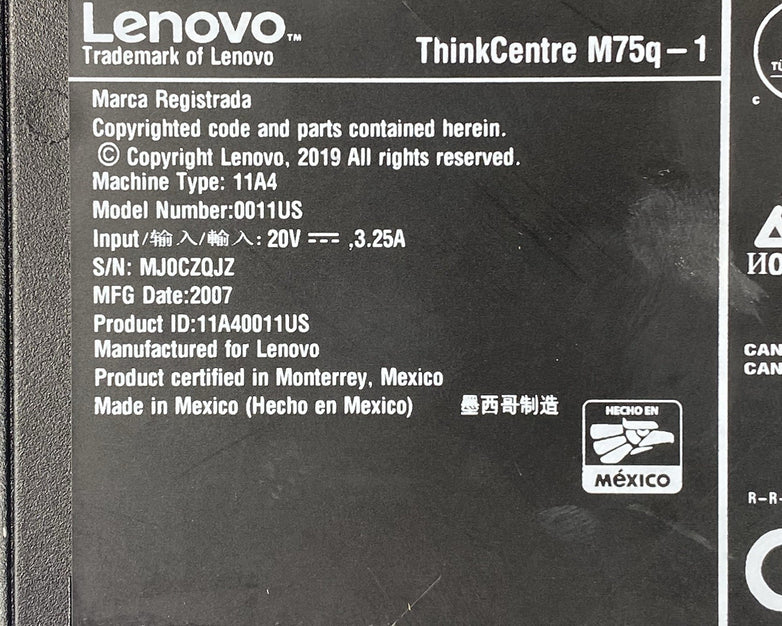 Lenovo™
Trademark of Lenovo
ThinkCentre M75q-1
Marca Registrada
Copyrighted code and parts contained herein.
© Copyright Lenovo, 2019 All rights reserved.
Machine Type: 11A4
Model Number:0011US
Input/输入/輸入: 20V ⎓ ,3.25A
S/N: MJ0CZQJZ
MFG Date:2007
Product ID:11A40011US
Manufactured for Lenovo
Product certified in Monterrey, Mexico
Made in Mexico (Hecho en Mexico) 墨西哥制造
HECHO EN
MéXICO
C
CAN
CAN
R-R-